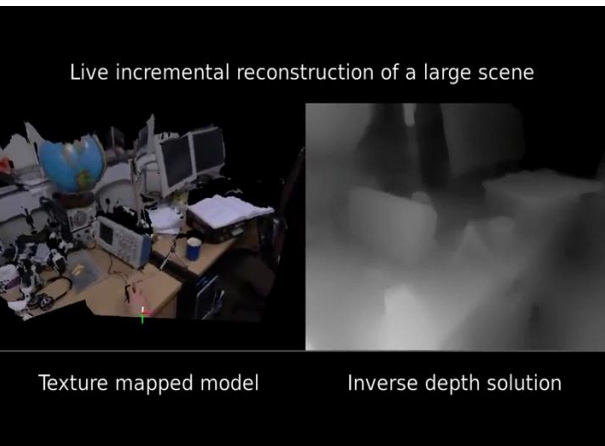 Live incremental reconstruction of a large scene
Texture mapped model
Inverse depth solution